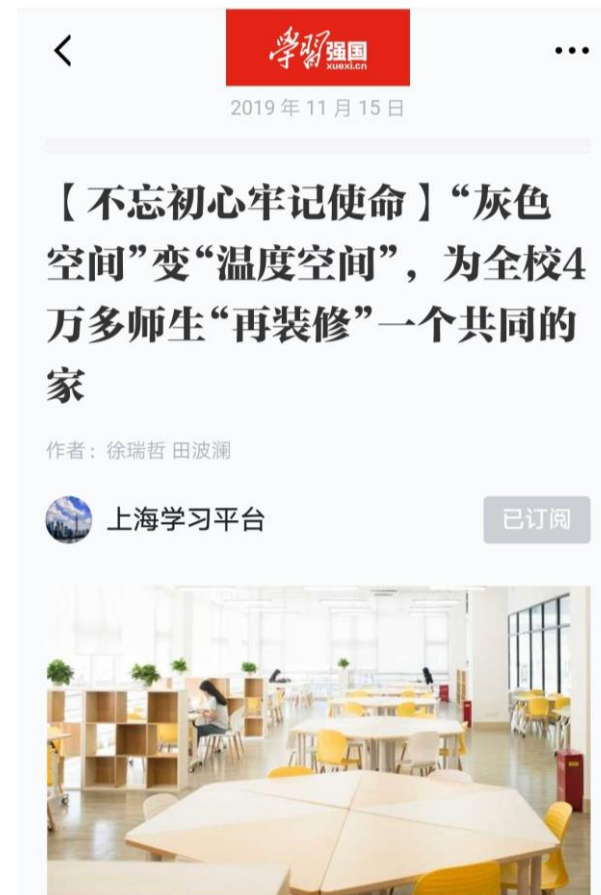 学习强国
xuexi.cn
2019年11月15日
【不忘初心牢记使命】“灰色
空间”变“温度空间”，为全校4
万多师生“再装修”一个共同的
家
作者：徐瑞哲 田波澜
上海学习平台
已订阅